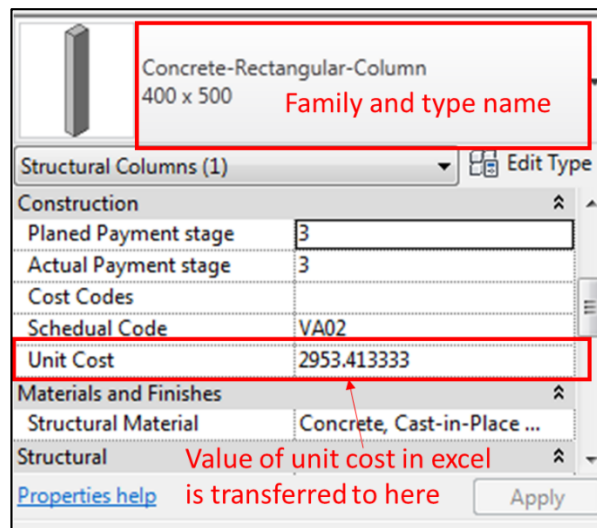 Concrete-Rectangular-Column
400 x 500
Family and type name
Structural Columns (1)
Edit Type
Construction
Planed Payment stage 3
Actual Payment stage 3
Cost Codes
Schedual Code VA02
Unit Cost 2953.413333
Materials and Finishes
Structural Material Concrete, Cast-in-Place ...
Structural
Value of unit cost in excel
is transferred to here
Properties help
Apply